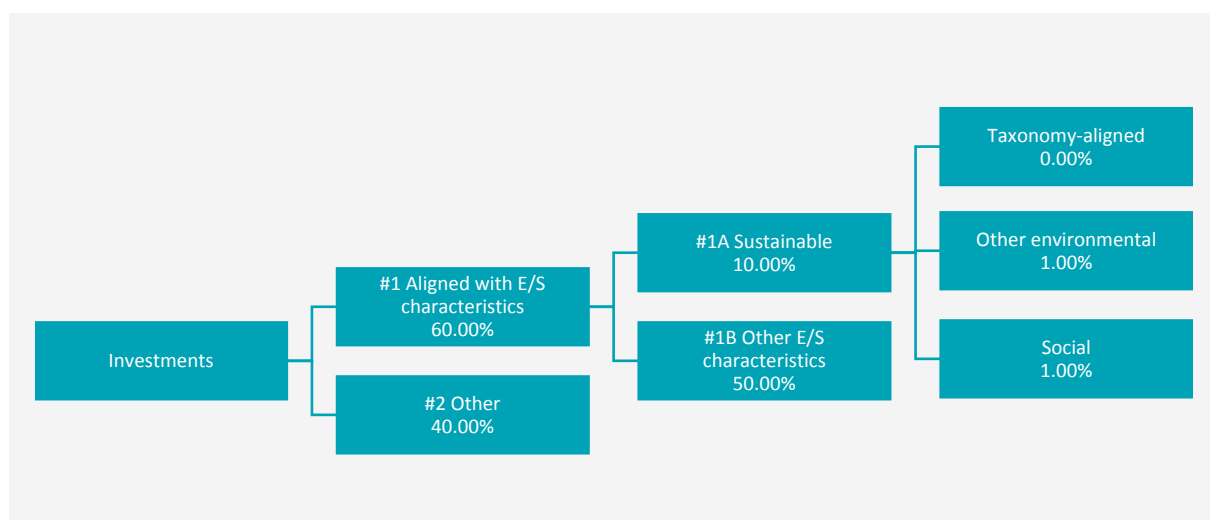 Investments
#1 Aligned with E/S
characteristics
60.00%
#2 Other
40.00%
#1A Sustainable
10.00%
#1B Other E/S
characteristics
50.00%
Taxonomy-aligned
0.00%
Other environmental
1.00%
Social
1.00%